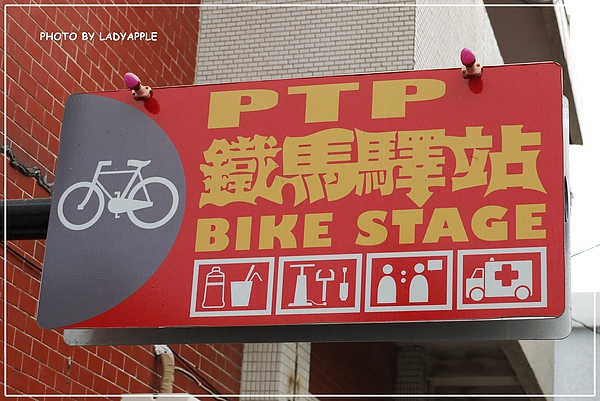 PHOTO BY LADYAPPLE
PTP
鐵馬驛站
BIKE STAGE